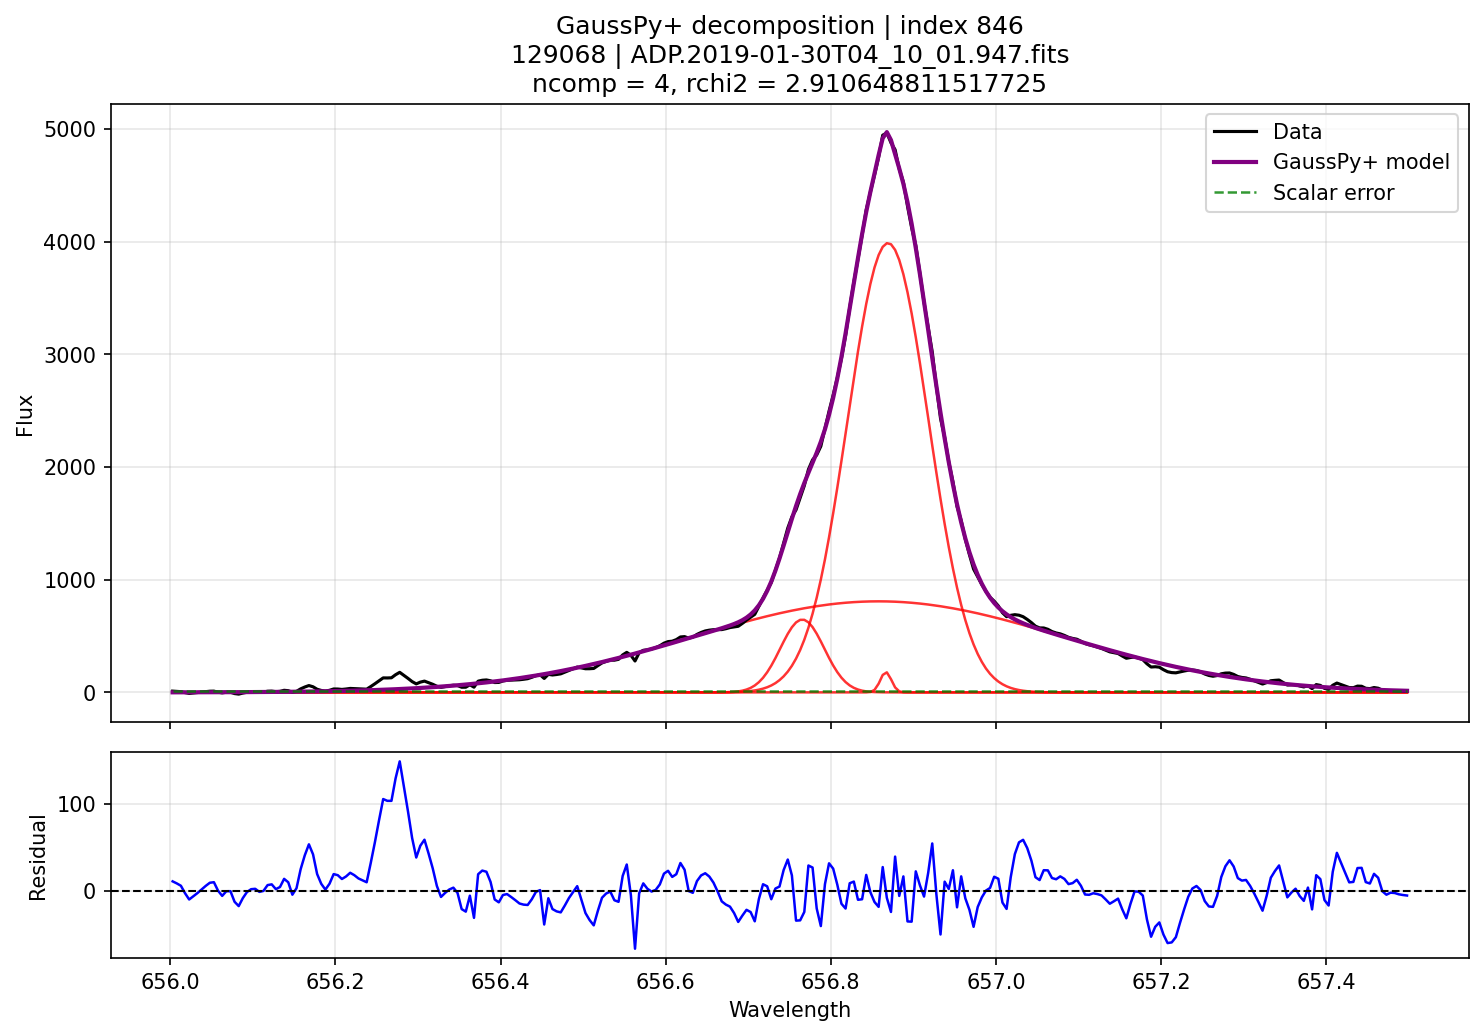 GaussPy+ decomposition | index 846
129068 | ADP.2019-01-30T04_10_01.947.fits
ncomp = 4, rchi2 = 2.910648811517725
Data
GaussPy+ model
Scalar error
Flux
5000
4000
3000
2000
1000
0
Residual
100
0
656.0 656.2 656.4 656.6 656.8 657.0 657.2 657.4
Wavelength